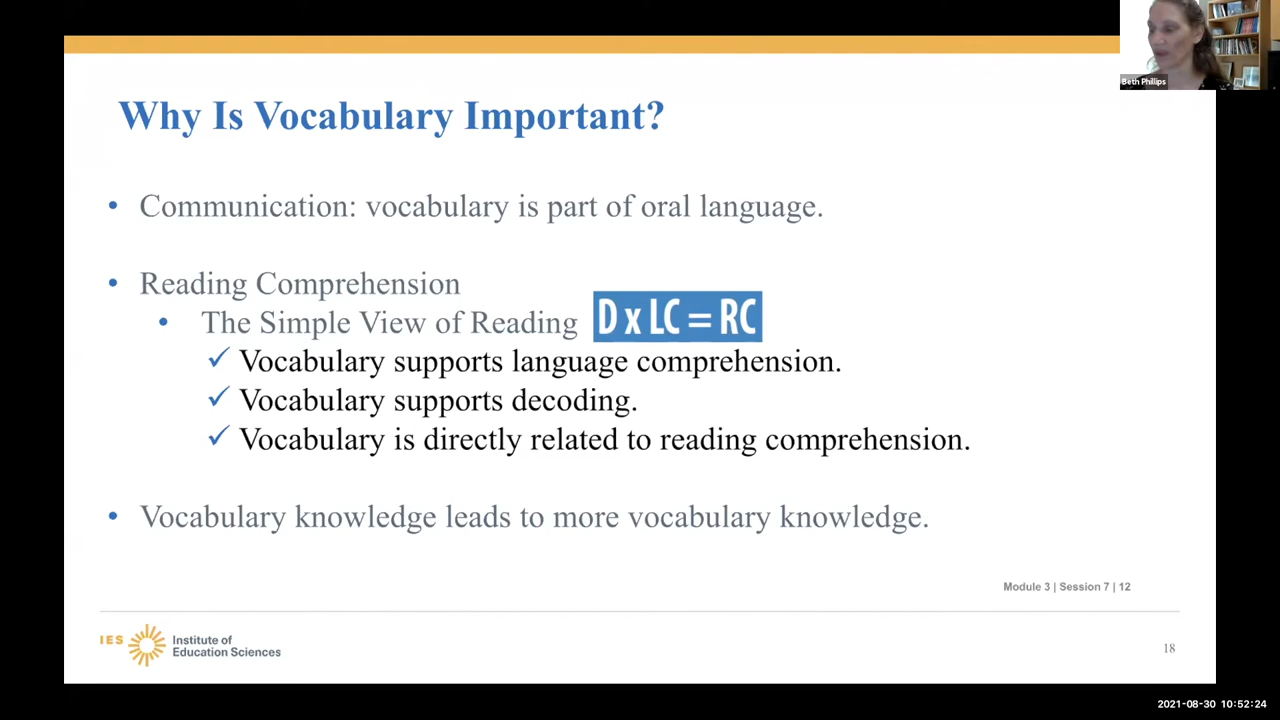 Beth Phillips
Why Is Vocabulary Important?
• Communication: vocabulary is part of oral language.
• Reading Comprehension
• The Simple View of Reading D x LC = RC
✓ Vocabulary supports language comprehension.
✓ Vocabulary supports decoding.
✓ Vocabulary is directly related to reading comprehension.
• Vocabulary knowledge leads to more vocabulary knowledge.
Module 3 | Session 7 | 12
IES Institute of
Education Sciences
18
2021-08-30 10:52:24